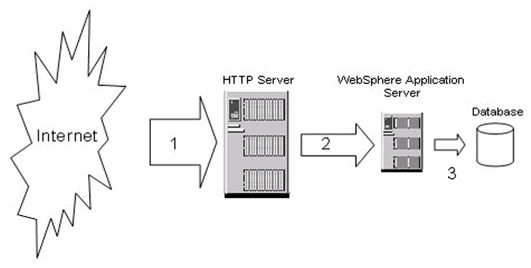 HTTP Server
WebSphere Application
Server
Database
Internet
1
2
3